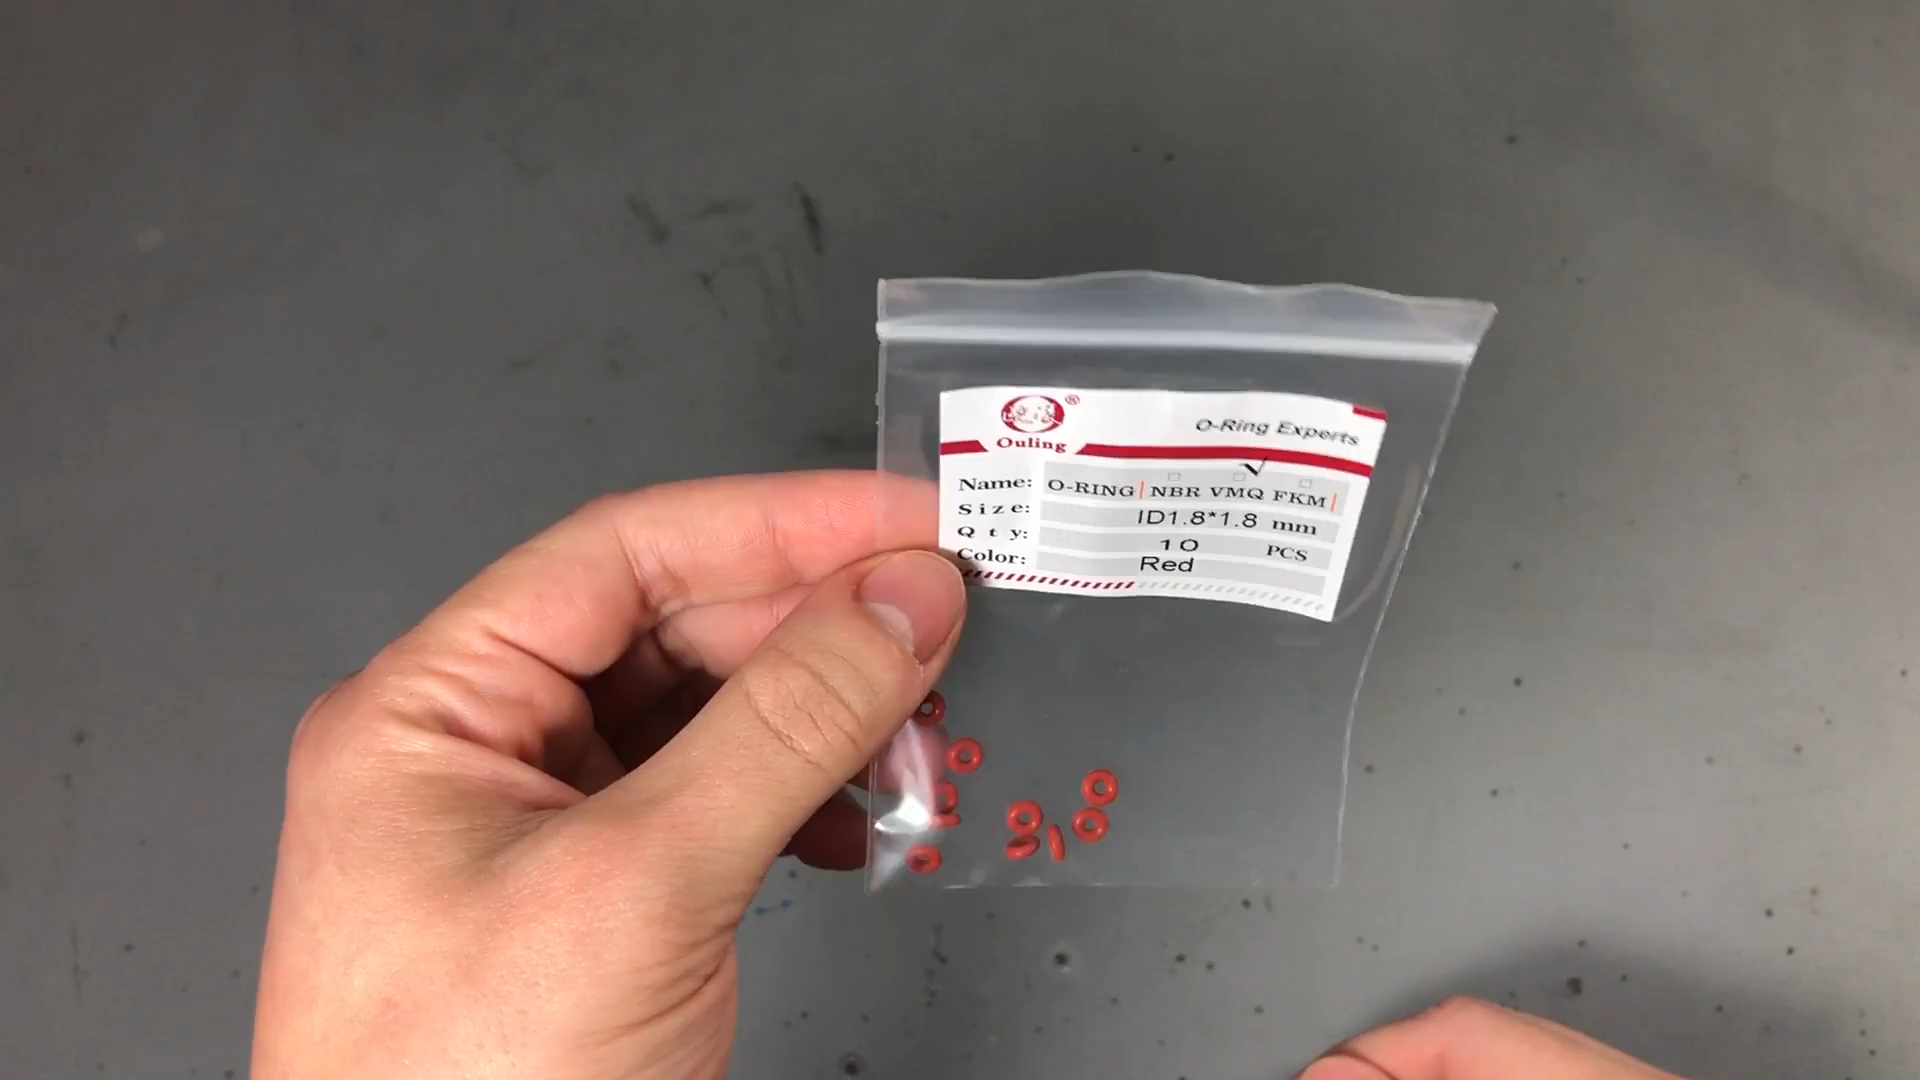 ®
Ouling
O-Ring Experts
✓
Name: O-RING | NBR VMQ FKM |
Size: ID1.8*1.8 mm
Qty: 10 PCS
Color: Red